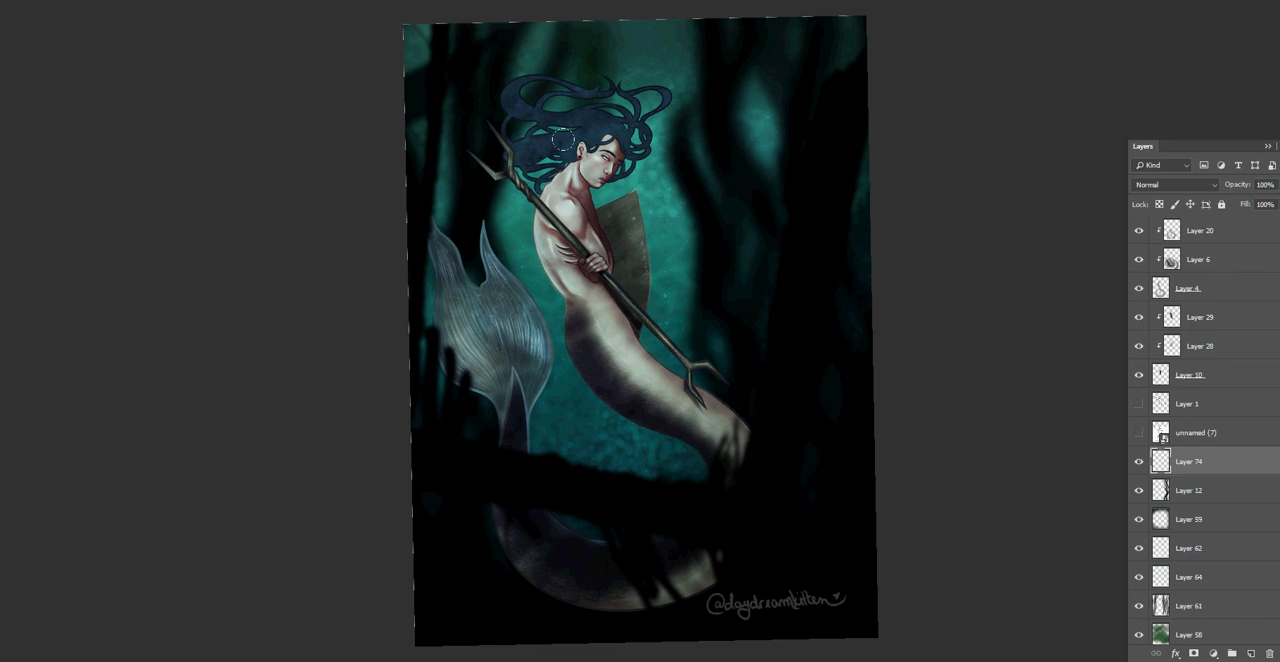 Layers
Kind
Normal
Opacity: 100%
Lock:
Fill: 100%
Layer 20
Layer 6
Layer 4
Layer 29
Layer 28
Layer 10
Layer 1
unnamed (7)
Layer 74
Layer 12
Layer 59
Layer 62
Layer 64
Layer 61
Layer 58
fx
@daydreamkitten